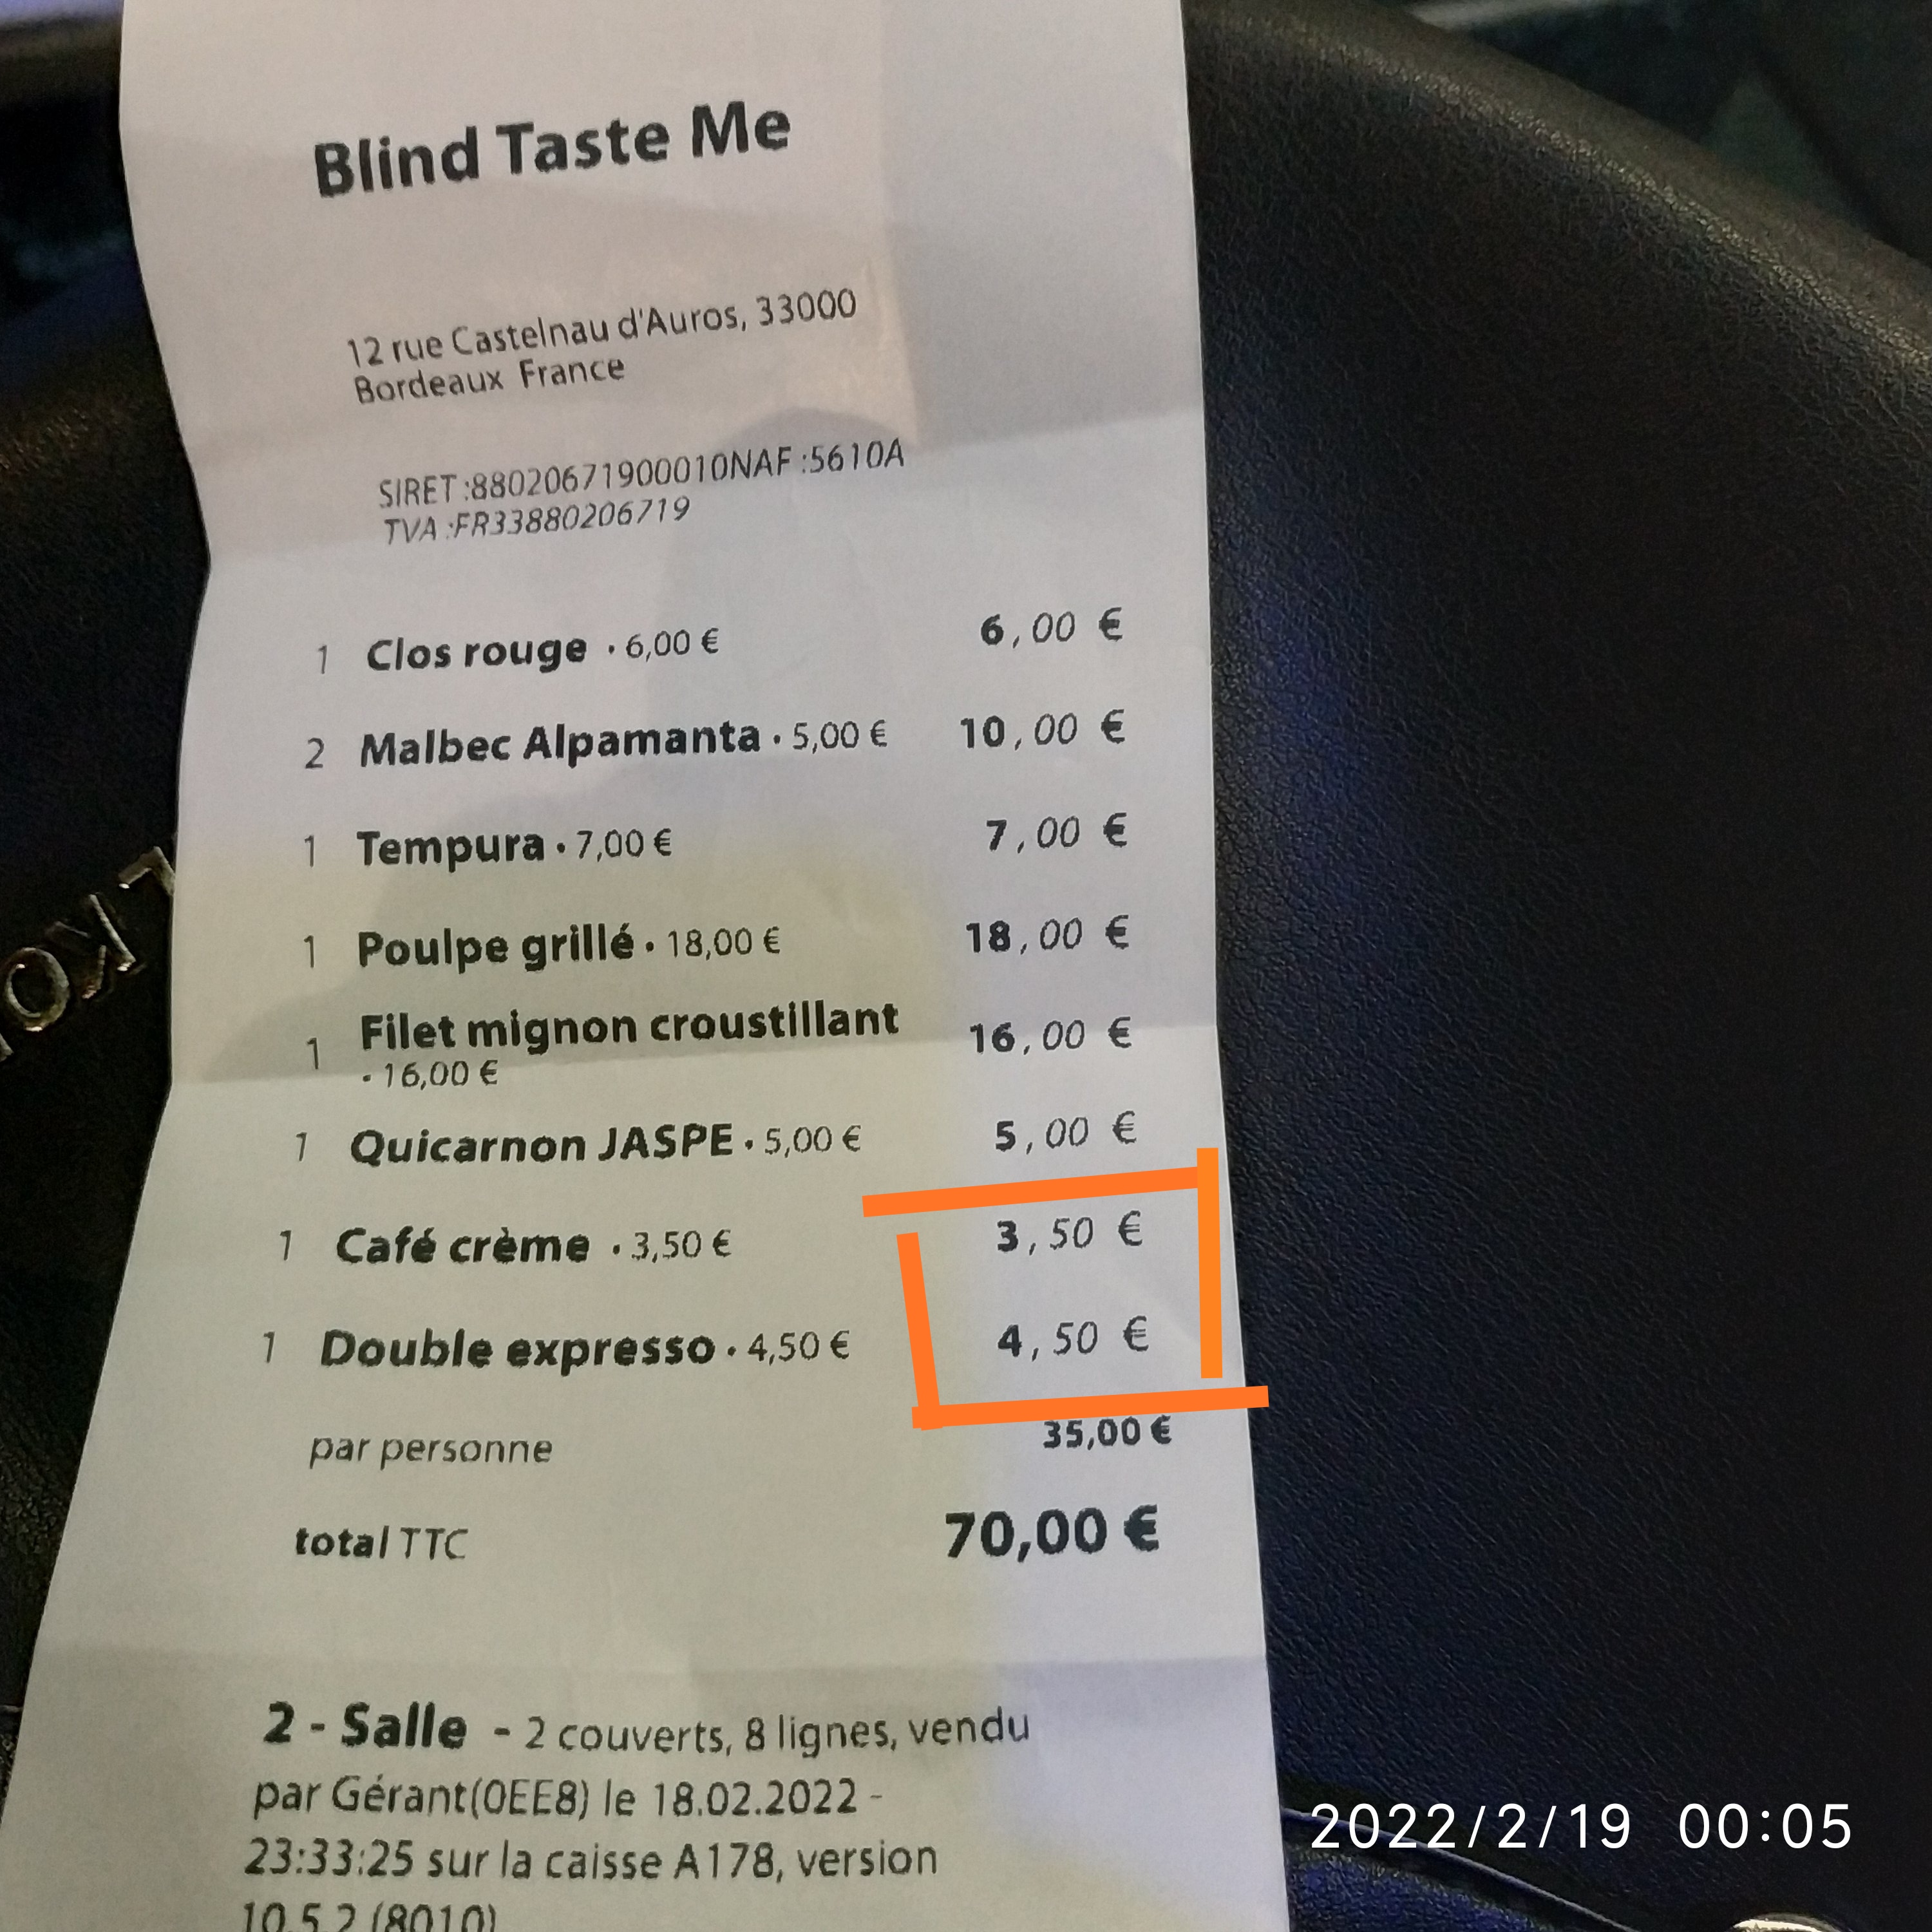 Blind Taste Me
12 rue Castelnau d'Auros, 33000
Bordeaux France
SIRET :88020671900010NAF :5610A
TVA :FR33880206719
1 Clos rouge · 6,00 € 6,00 €
2 Malbec Alpamanta · 5,00 € 10,00 €
1 Tempura · 7,00 € 7,00 €
1 Poulpe grillé · 18,00 € 18,00 €
1 Filet mignon croustillant 16,00 €
· 16,00 €
1 Quicarnon JASPE · 5,00 € 5,00 €
1 Café crème · 3,50 € 3,50 €
1 Double expresso · 4,50 € 4,50 €
par personne 35,00 €
total TTC 70,00 €
2 - Salle - 2 couverts, 8 lignes, vendu
par Gérant(0EE8) le 18.02.2022 -
23:33:25 sur la caisse A178, version
10.5.2 (8010)
2022/2/19 00:05